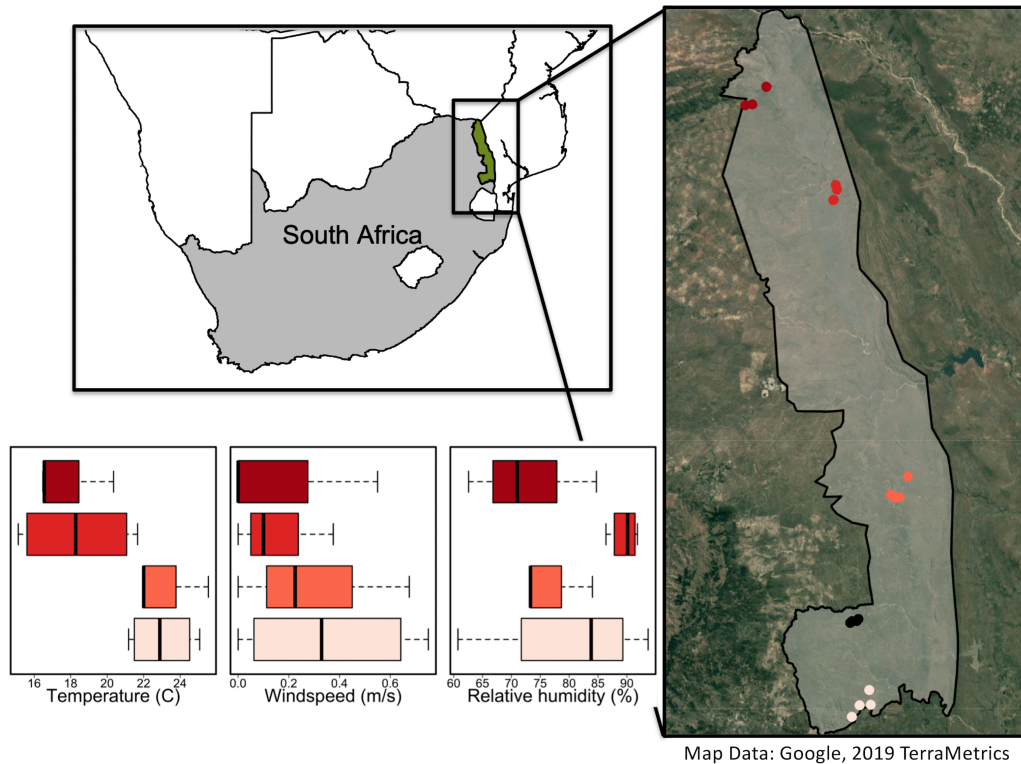 South Africa
16 18 20 22 24
Temperature (C)
0.0 0.2 0.4 0.6
Windspeed (m/s)
60 65 70 75 80 85 90
Relative humidity (%)
Map Data: Google, 2019 TerraMetrics